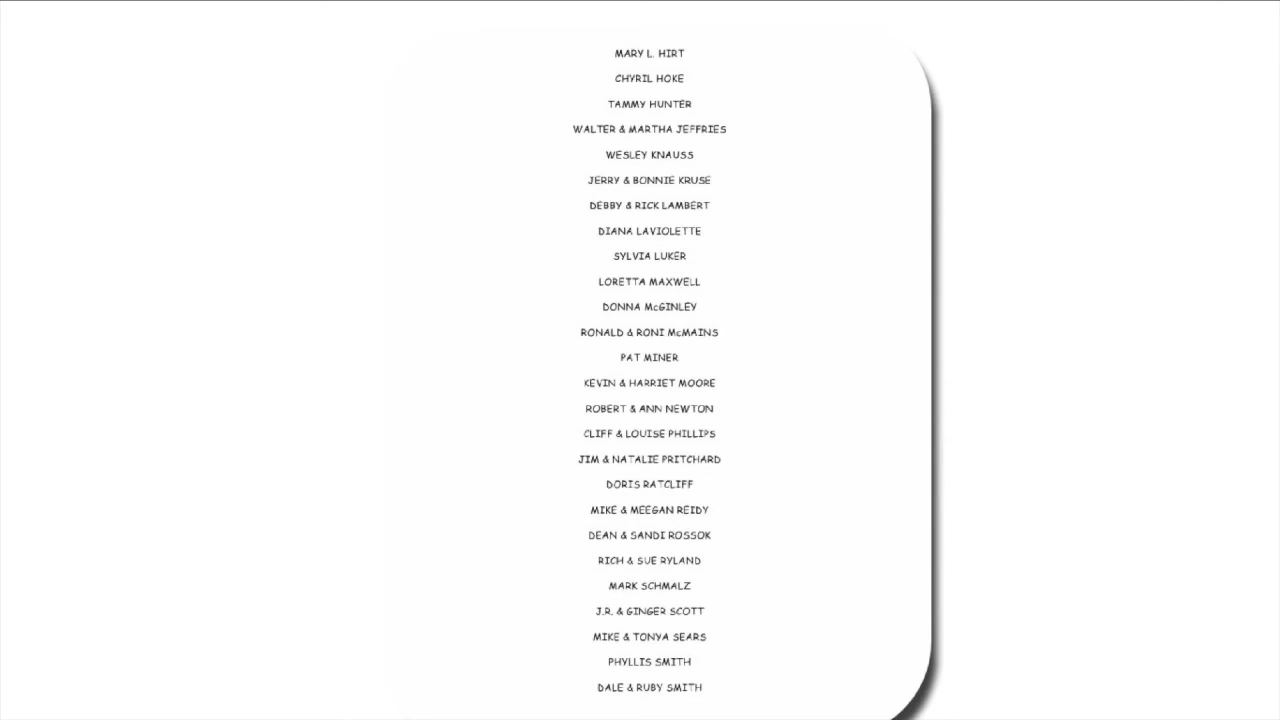 MARY L. HIRT
CHYRIL HOKE
TAMMY HUNTER
WALTER & MARTHA JEFFRIES
WESLEY KNAUSS
JERRY & BONNIE KRUSE
DEBBY & RICK LAMBERT
DIANA LAVIOLETTE
SYLVIA LUKER
LORETTA MAXWELL
DONNA McGINLEY
RONALD & RONI McMAINS
PAT MINER
KEVIN & HARRIET MOORE
ROBERT & ANN NEWTON
CLIFF & LOUISE PHILLIPS
JIM & NATALIE PRITCHARD
DORIS RATCLIFF
MIKE & MEEGAN REIDY
DEAN & SANDI ROSSOK
RICH & SUE RYLAND
MARK SCHMALZ
J.R. & GINGER SCOTT
MIKE & TONYA SEARS
PHYLLIS SMITH
DALE & RUBY SMITH